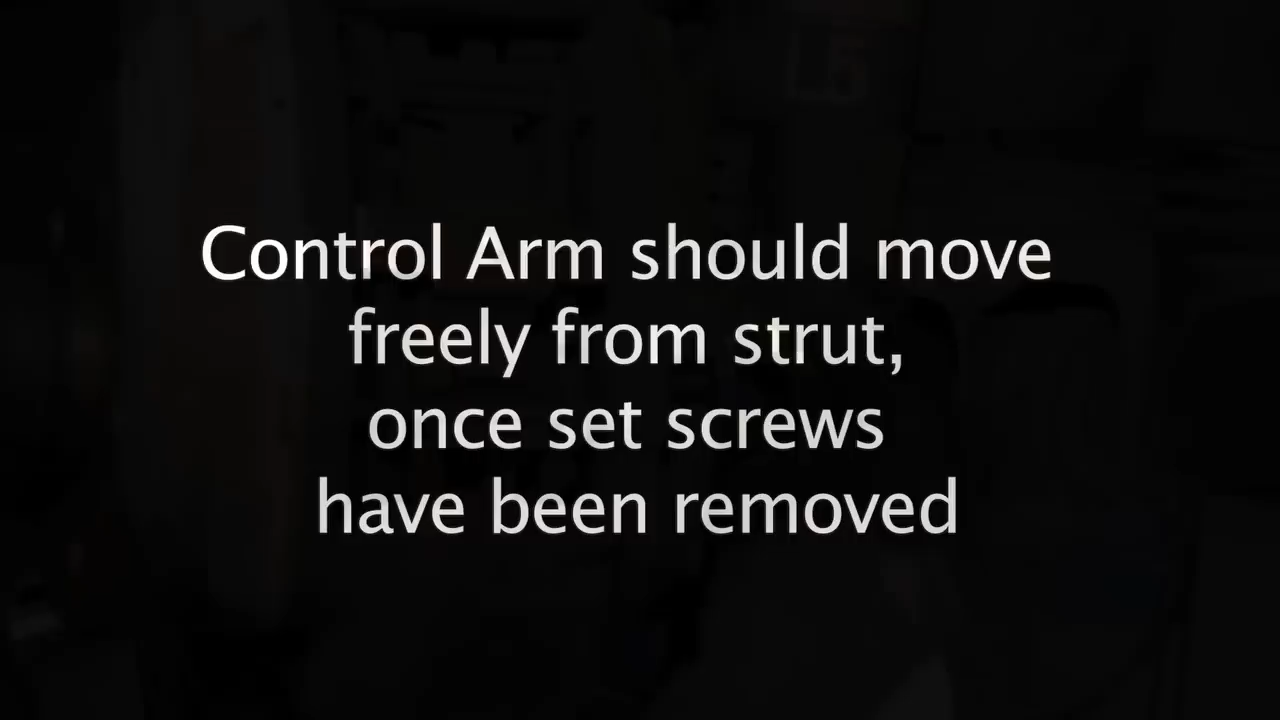 Control Arm should move
freely from strut,
once set screws
have been removed